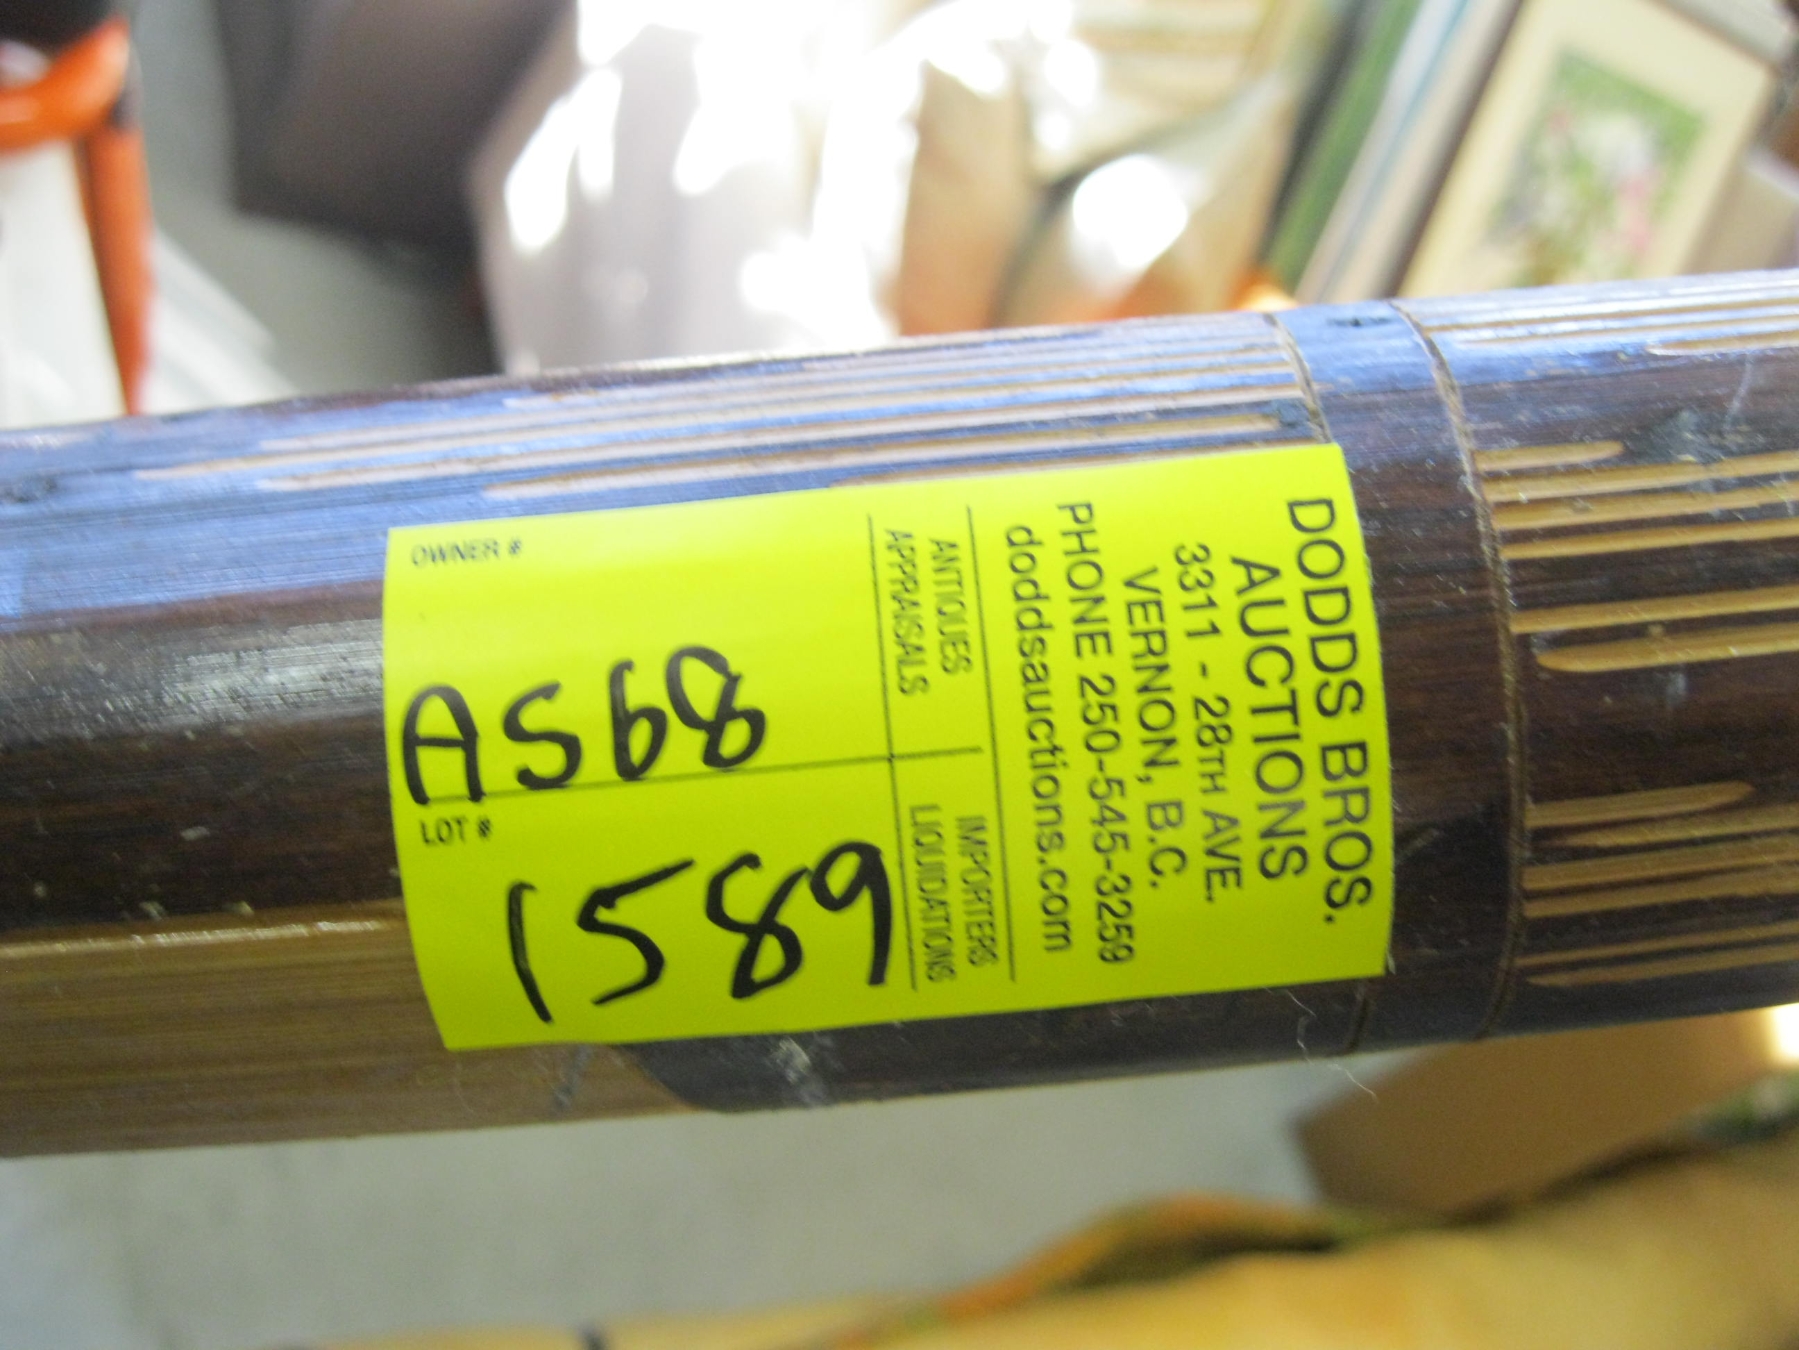 DODDS BROS.
AUCTIONS
3311 - 28TH AVE.
VERNON, B.C.
PHONE 250-545-3259
doddsauctions.com
ANTIQUES
APPRAISALS
IMPORTERS
LIQUIDATIONS
OWNER #
A568
LOT #
1589